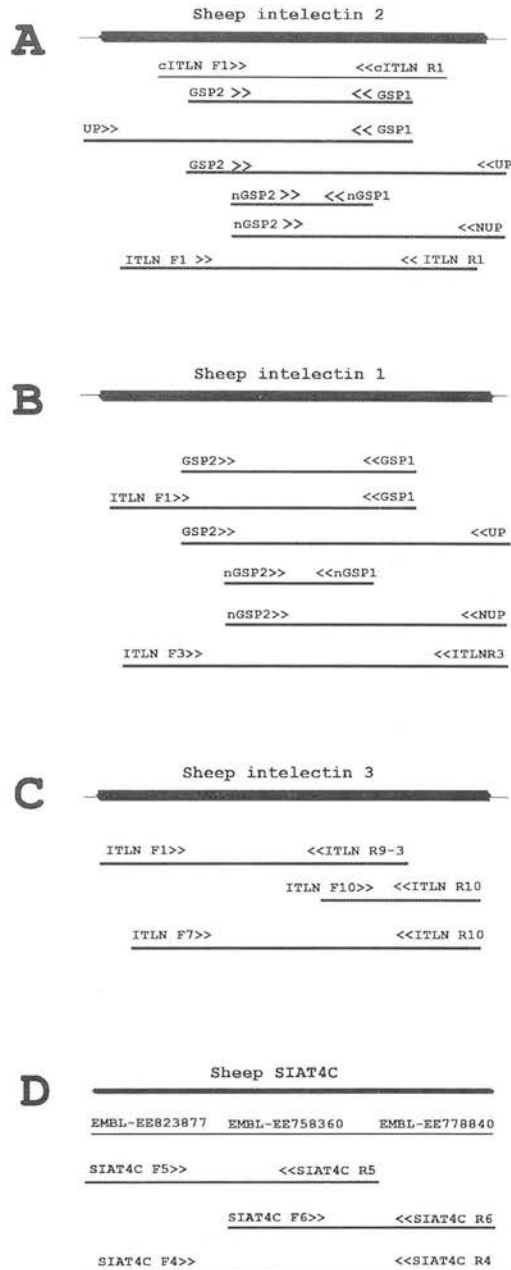 A
Sheep intelectin 2
cITLN F1>> <<cITLN R1
GSP2 >> << GSP1
UP>> << GSP1
GSP2 >> <<UP
nGSP2 >> <<nGSP1
nGSP2 >> <<NUP
ITLN F1 >> << ITLN R1
B
Sheep intelectin 1
GSP2>> <<GSP1
ITLN F1>> <<GSP1
GSP2>> <<UP
nGSP2>> <<nGSP1
nGSP2>> <<NUP
ITLN F3>> <<ITLNR3
C
Sheep intelectin 3
ITLN F1>> <<ITLN R9-3
ITLN F10>> <<ITLN R10
ITLN F7>> <<ITLN R10
D
Sheep SIAT4C
EMBL-EE823877 EMBL-EE758360 EMBL-EE778840
SIAT4C F5>> <<SIAT4C R5
SIAT4C F6>> <<SIAT4C R6
SIAT4C F4>> <<SIAT4C R4